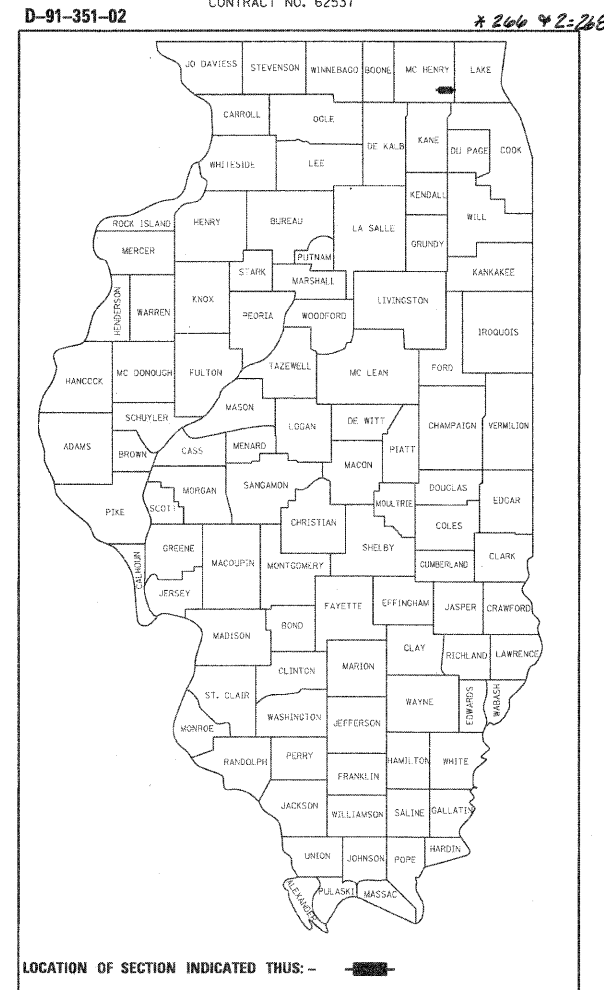 CONTRACT NO. 62537
D-91-351-02
* 266 + 2=268
JO DAVIESS STEVENSON WINNEBAGO BOONE MC HENRY LAKE
CARROLL OGLE
DE KALB KANE DU PAGE COOK
WHITESIDE LEE
KENDALL
WILL
ROCK ISLAND HENRY BUREAU LA SALLE
MERCER GRUNDY
PUTNAM
STARK MARSHALL KANKAKEE
HENDERSON WARREN KNOX PEORIA WOODFORD LIVINGSTON
IROQUOIS
HANCOCK MC DONOUGH FULTON TAZEWELL MC LEAN FORD
MASON
SCHUYLER LOGAN DE WITT CHAMPAIGN VERMILION
ADAMS BROWN CASS MENARD PIATT
MACON
PIKE SCOTT MORGAN SANGAMON MOULTRIE DOUGLAS EDGAR
CHRISTIAN COLES
CALHOUN GREENE MACOUPIN MONTGOMERY SHELBY CUMBERLAND CLARK
JERSEY FAYETTE EFFINGHAM JASPER CRAWFORD
MADISON BOND
CLAY RICHLAND LAWRENCE
CLINTON MARION
ST. CLAIR WAYNE EDWARDS WABASH
WASHINGTON JEFFERSON
MONROE
RANDOLPH PERRY HAMILTON WHITE
FRANKLIN
JACKSON WILLIAMSON SALINE GALLATIN
UNION JOHNSON POPE HARDIN
ALEXANDER PULASKI MASSAC
LOCATION OF SECTION INDICATED THUS: -